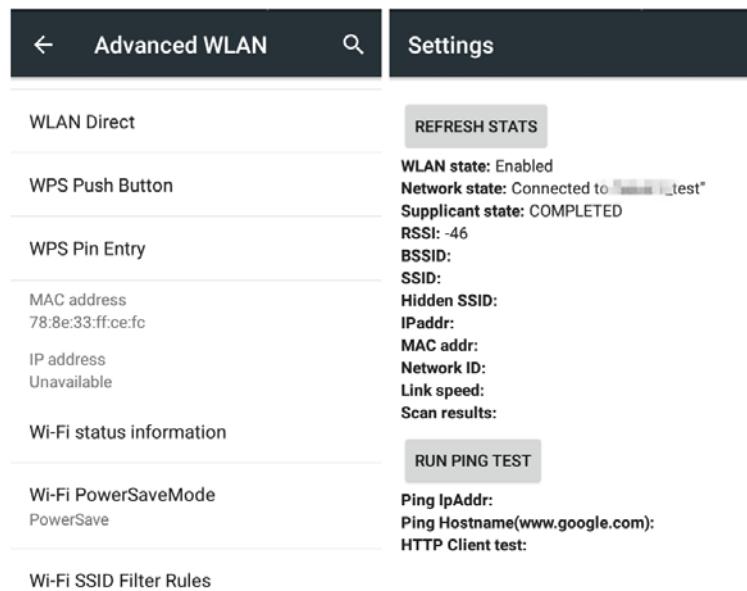 Advanced WLAN
WLAN Direct
WPS Push Button
WPS Pin Entry
MAC address
78:8e:33:ff:ce:fc
IP address
Unavailable
Wi-Fi status information
Wi-Fi PowerSaveMode
PowerSave
Wi-Fi SSID Filter Rules
Settings
REFRESH STATS
WLAN state: Enabled
Network state: Connected to _test"
Supplicant state: COMPLETED
RSSI: -46
BSSID:
SSID:
Hidden SSID:
IPaddr:
MAC addr:
Network ID:
Link speed:
Scan results:
RUN PING TEST
Ping IpAddr:
Ping Hostname(www.google.com):
HTTP Client test: